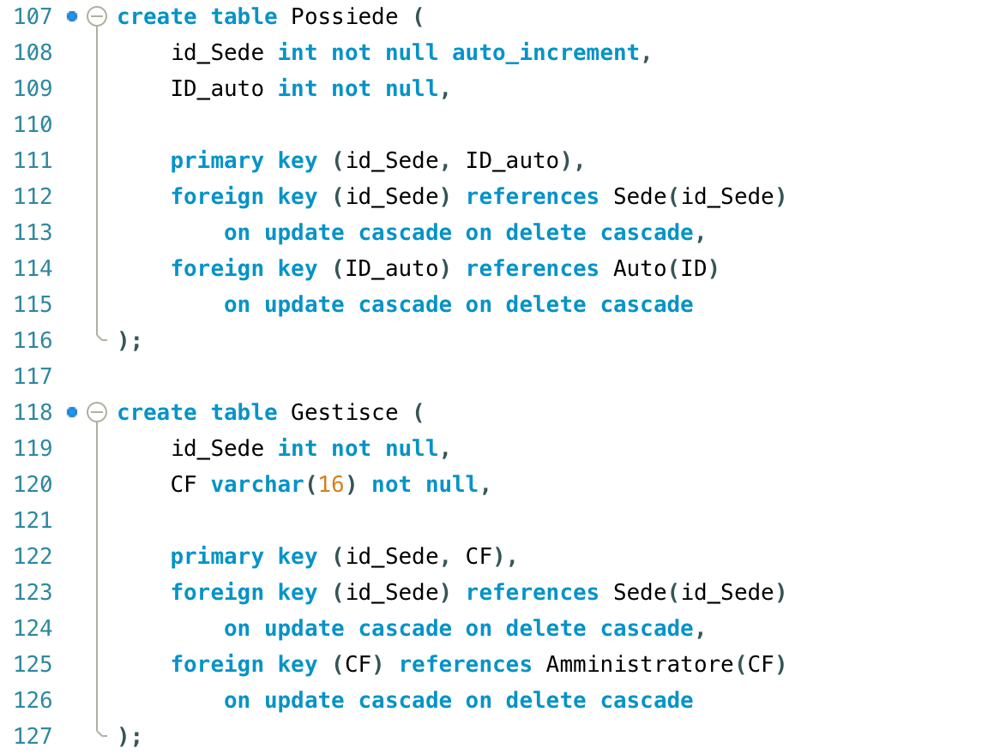 107 create table Possiede (
108 id_Sede int not null auto_increment,
109 ID_auto int not null,
110
111 primary key (id_Sede, ID_auto),
112 foreign key (id_Sede) references Sede(id_Sede)
113 on update cascade on delete cascade,
114 foreign key (ID_auto) references Auto(ID)
115 on update cascade on delete cascade
116 );
117
118 create table Gestisce (
119 id_Sede int not null,
120 CF varchar(16) not null,
121
122 primary key (id_Sede, CF),
123 foreign key (id_Sede) references Sede(id_Sede)
124 on update cascade on delete cascade,
125 foreign key (CF) references Amministratore(CF)
126 on update cascade on delete cascade
127 );